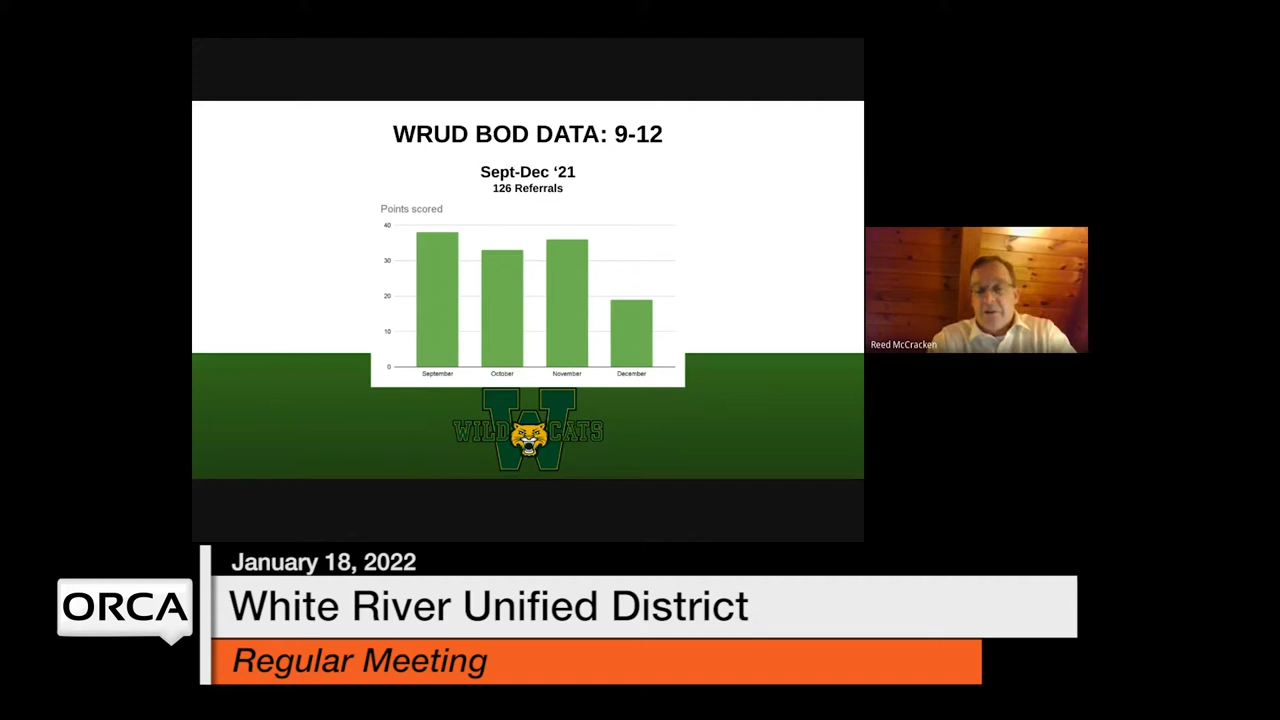 WRUD BOD DATA: 9-12
Sept-Dec ‘21
126 Referrals
Points scored
40
30
20
10
0
September
October
November
December
W
WILDCATS
Reed McCracken
January 18, 2022
ORCA
White River Unified District
Regular Meeting